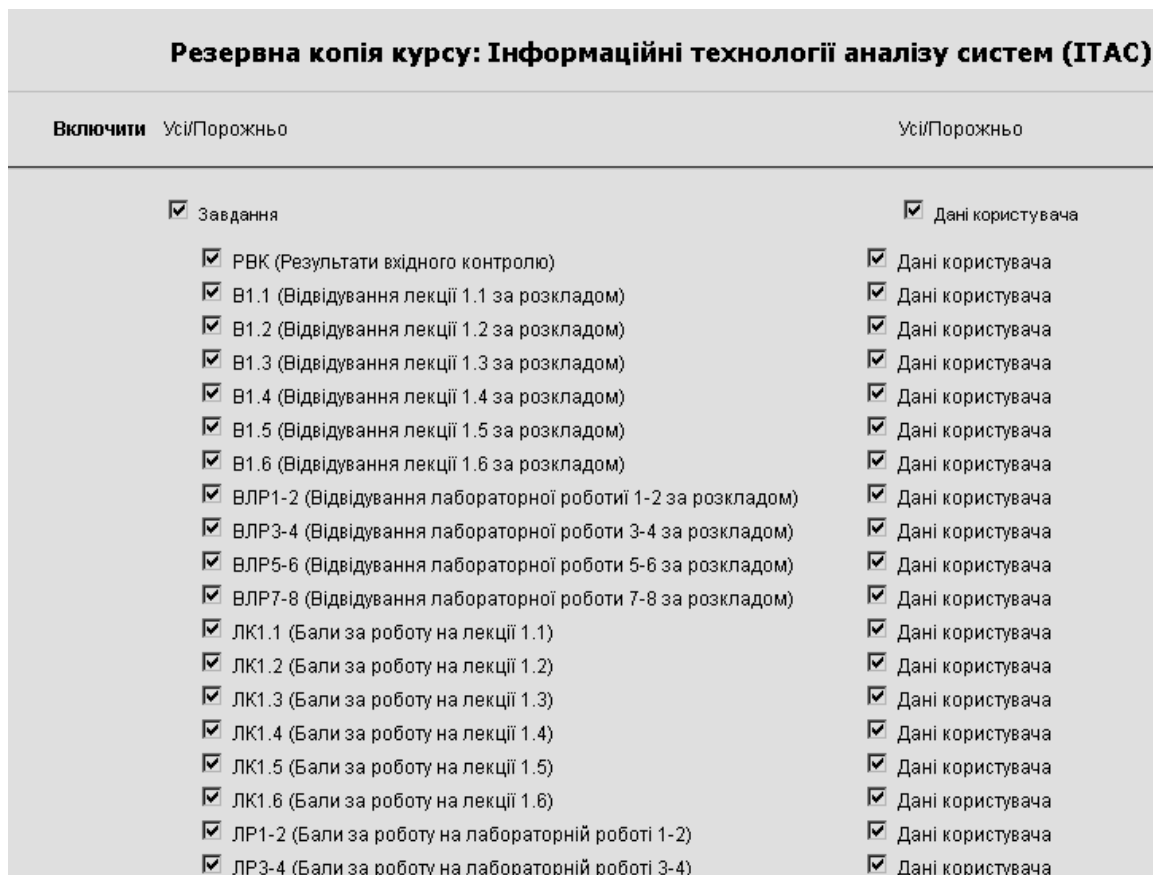 Резервна копія курсу: Інформаційні технології аналізу систем (ІТАС)
Включити Усі/Порожньо Усі/Порожньо
Завдання Дані користувача
РВК (Результати вхідного контролю) Дані користувача
В1.1 (Відвідування лекції 1.1 за розкладом) Дані користувача
В1.2 (Відвідування лекції 1.2 за розкладом) Дані користувача
В1.3 (Відвідування лекції 1.3 за розкладом) Дані користувача
В1.4 (Відвідування лекції 1.4 за розкладом) Дані користувача
В1.5 (Відвідування лекції 1.5 за розкладом) Дані користувача
В1.6 (Відвідування лекції 1.6 за розкладом) Дані користувача
ВЛР1-2 (Відвідування лабораторної роботиї 1-2 за розкладом) Дані користувача
ВЛР3-4 (Відвідування лабораторної роботи 3-4 за розкладом) Дані користувача
ВЛР5-6 (Відвідування лабораторної роботи 5-6 за розкладом) Дані користувача
ВЛР7-8 (Відвідування лабораторної роботи 7-8 за розкладом) Дані користувача
ЛК1.1 (Бали за роботу на лекції 1.1) Дані користувача
ЛК1.2 (Бали за роботу на лекції 1.2) Дані користувача
ЛК1.3 (Бали за роботу на лекції 1.3) Дані користувача
ЛК1.4 (Бали за роботу на лекції 1.4) Дані користувача
ЛК1.5 (Бали за роботу на лекції 1.5) Дані користувача
ЛК1.6 (Бали за роботу на лекції 1.6) Дані користувача
ЛР1-2 (Бали за роботу на лабораторній роботі 1-2) Дані користувача
ЛР3-4 (Бали за роботу на лабораторній роботі 3-4) Дані користувача